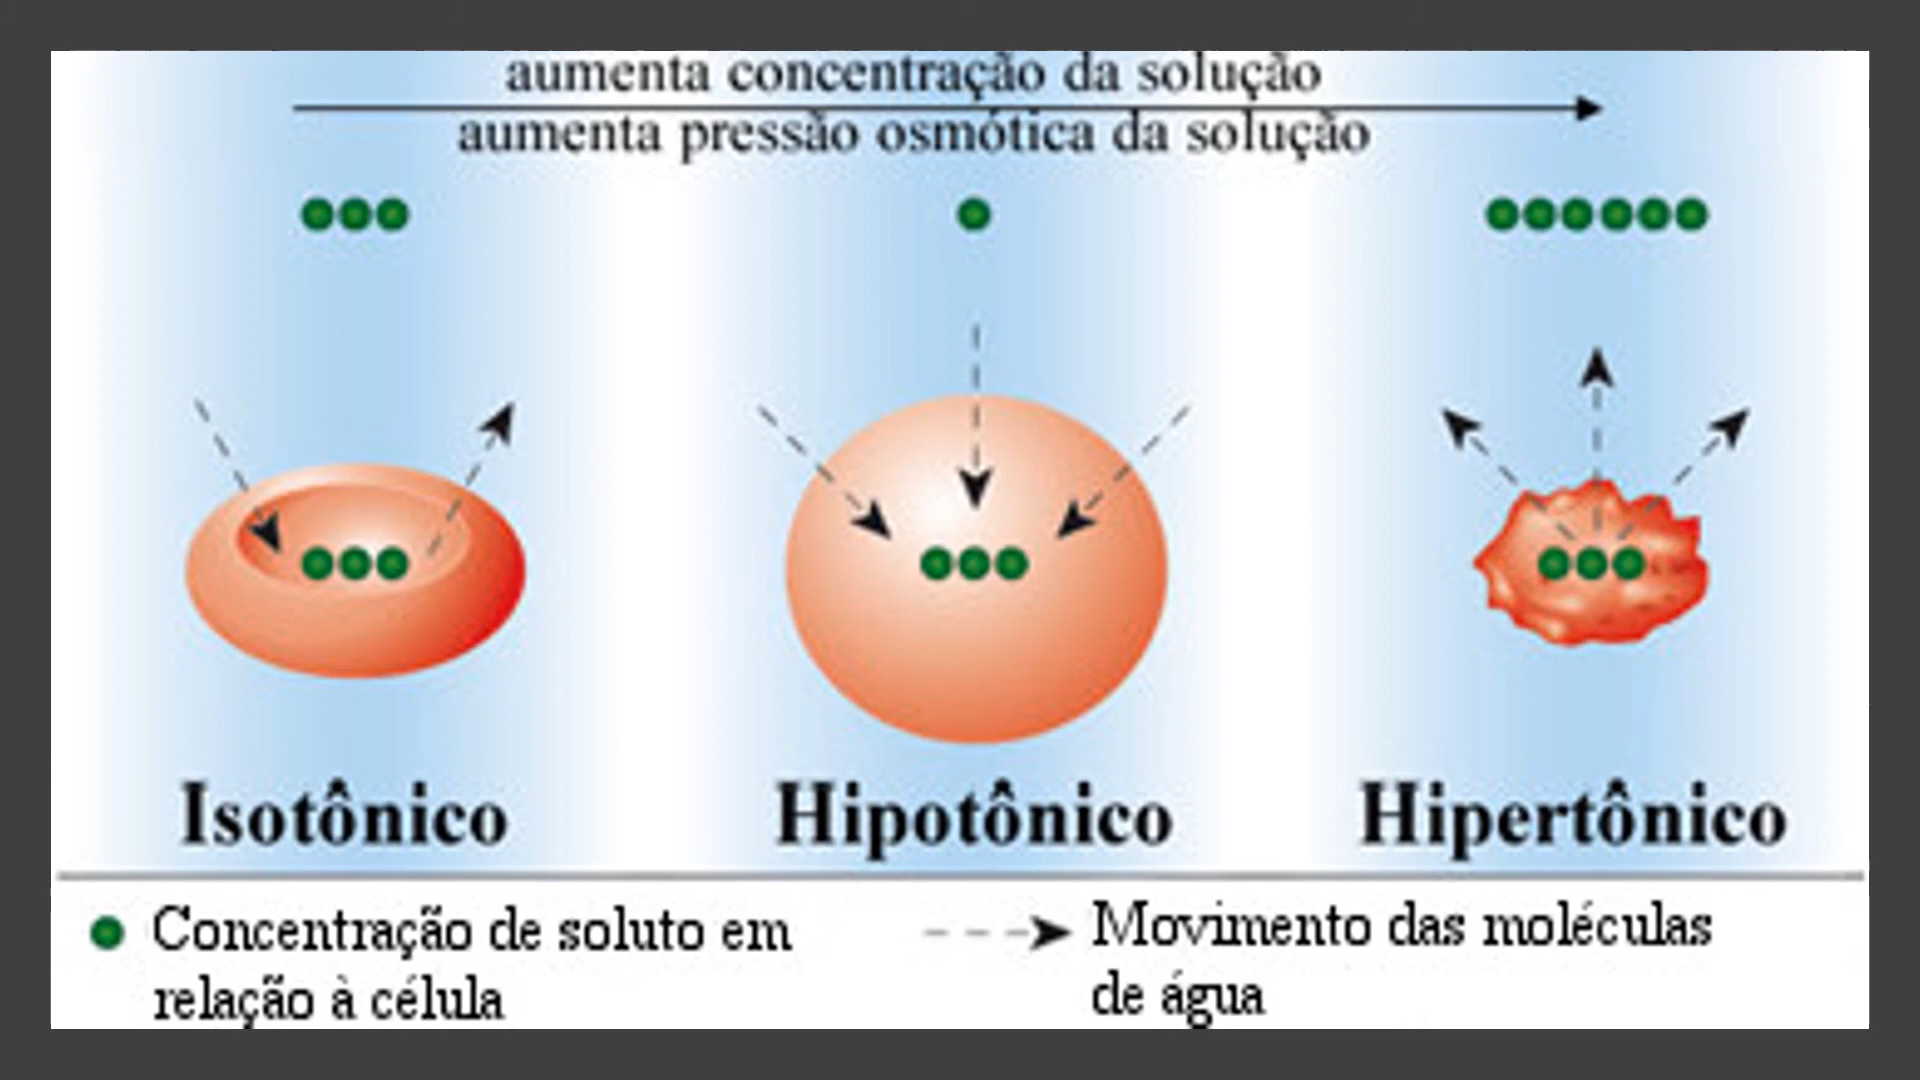 aumenta concentração da solução
aumenta pressão osmótica da solução
Isotônico
Hipotônico
Hipertônico
Concentração de soluto em
relação à célula
Movimento das moléculas
de água